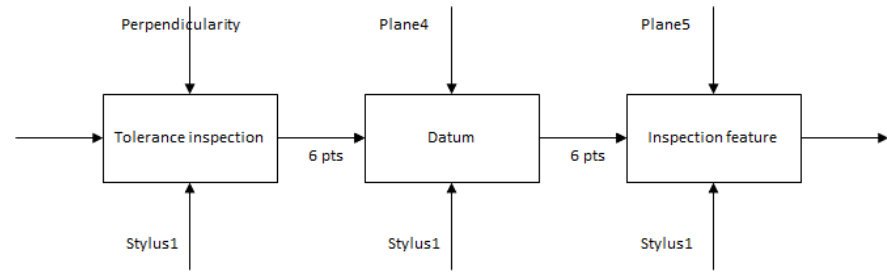 Perpendicularity
Plane4
Plane5
Tolerance inspection
Datum
Inspection feature
6 pts
6 pts
Stylus1
Stylus1
Stylus1